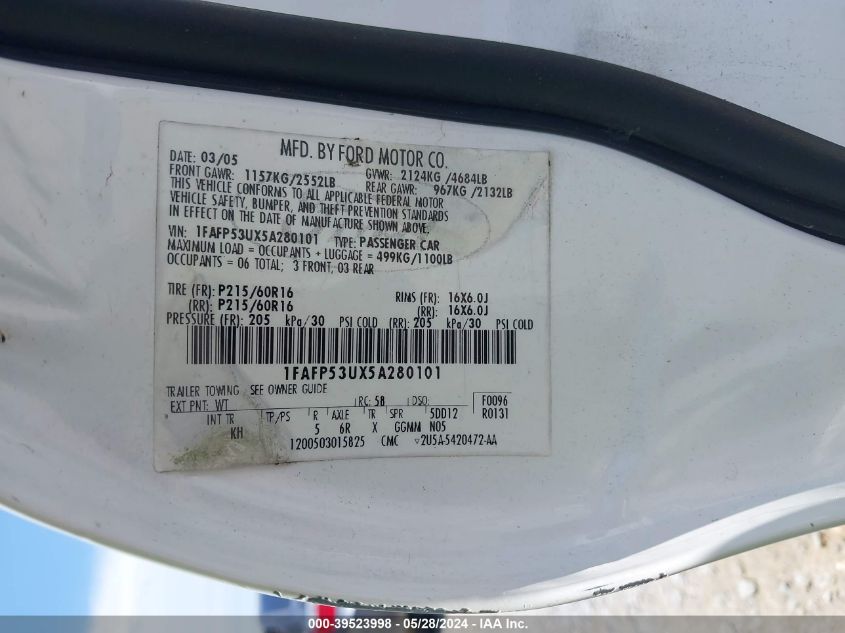 MFD. BY FORD MOTOR CO.
DATE: 03/05 GVWR: 2124KG /4684LB
FRONT GAWR: 1157KG/2552LB REAR GAWR: 967KG /2132LB
THIS VEHICLE CONFORMS TO ALL APPLICABLE FEDERAL MOTOR
VEHICLE SAFETY, BUMPER, AND THEFT PREVENTION STANDARDS
IN EFFECT ON THE DATE OF MANUFACTURE SHOWN ABOVE.
VIN: 1FAFP53UX5A280101 TYPE: PASSENGER CAR
MAXIMUM LOAD = OCCUPANTS + LUGGAGE = 499KG/1100LB
OCCUPANTS = 06 TOTAL; 3 FRONT, 03 REAR
TIRE (FR): P215/60R16 RIMS (FR): 16X6.0J
(RR): P215/60R16 (RR): 16X6.0J
PRESSURE (FR): 205 kPa/30 PSI COLD (RR): 205 kPa/30 PSI COLD
1FAFP53UX5A280101
TRAILER TOWING SEE OWNER GUIDE
EXT PNT: WT RC: 58 DSO: F0096
INT TR TP/PS R AXLE TR SPR 5DD12 R0131
KH 5 6R X GGMM N05
1200503015825 CMC ▿2U5A-5420472-AA
000-39523998 - 05/28/2024 - IAA Inc.